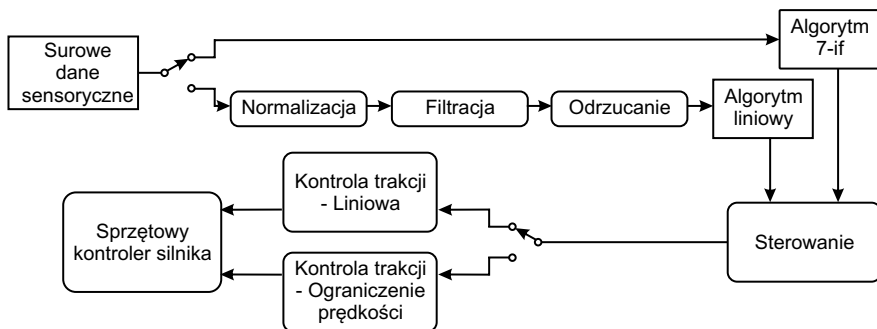 Surowe
dane
sensoryczne
Algorytm
7-if
Normalizacja
Filtracja
Odrzucanie
Algorytm
liniowy
Kontrola trakcji
- Liniowa
Sprzętowy
kontroler silnika
Kontrola trakcji
- Ograniczenie
prędkości
Sterowanie